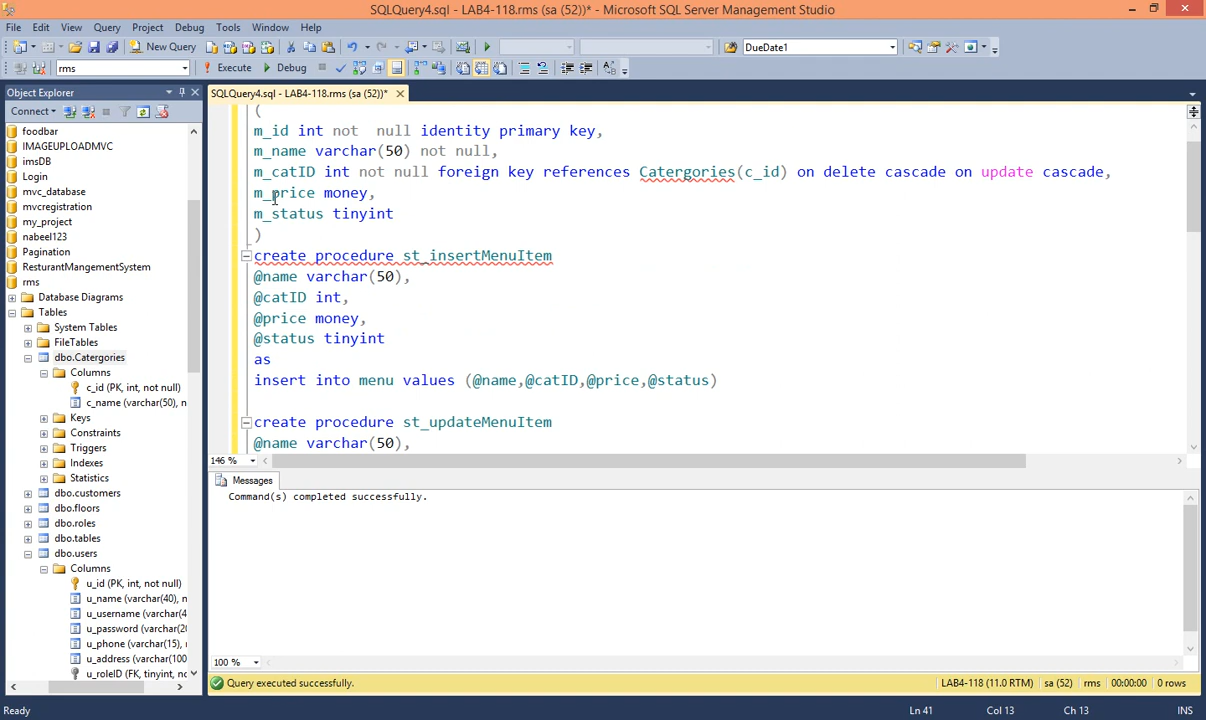 SQLQuery4.sql - LAB4-118.rms (sa (52))* - Microsoft SQL Server Management Studio
File Edit View Query Project Debug Tools Window Help
New Query DueDate1
rms Execute Debug
Object Explorer
SQLQuery4.sql - LAB4-118.rms (sa (52))*
Connect
foodbar
IMAGEUPLOADMVC
imsDB
Login
mvc_database
mvcregistration
my_project
nabeel123
Pagination
ResturantMangementSystem
rms
Database Diagrams
Tables
System Tables
FileTables
dbo.Catergories
Columns
c_id (PK, int, not null)
c_name (varchar(50), n
Keys
Constraints
Triggers
Indexes
Statistics
dbo.customers
dbo.floors
dbo.roles
dbo.tables
dbo.users
Columns
u_id (PK, int, not null)
u_name (varchar(40), n
u_username (varchar(4
u_password (varchar(20
u_phone (varchar(15), n
u_address (varchar(100
u_roleID (FK, tinyint, nc
(
m_id int not null identity primary key,
m_name varchar(50) not null,
m_catID int not null foreign key references Catergories(c_id) on delete cascade on update cascade,
m_price money,
m_status tinyint
)
create procedure st_insertMenuItem
@name varchar(50),
@catID int,
@price money,
@status tinyint
as
insert into menu values (@name,@catID,@price,@status)
create procedure st_updateMenuItem
@name varchar(50),
146 %
Messages
Command(s) completed successfully.
100 %
Query executed successfully. LAB4-118 (11.0 RTM) sa (52) rms 00:00:00 0 rows
Ready Ln 41 Col 13 Ch 13 INS